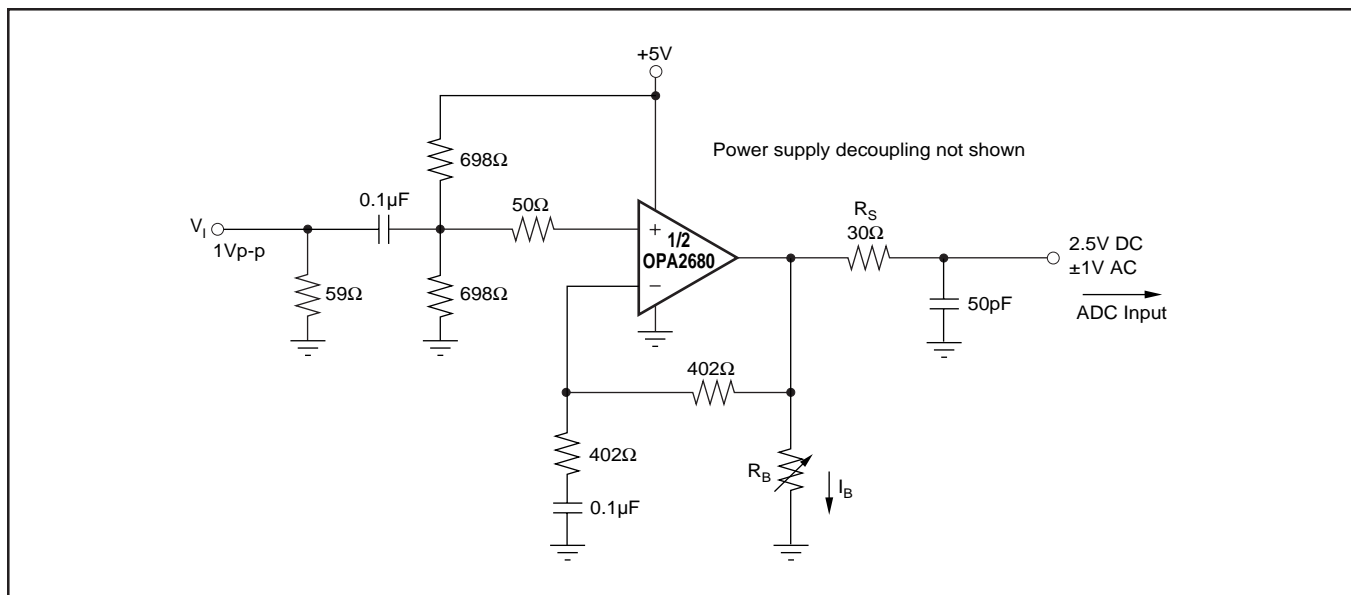 +5V
Power supply decoupling not shown
698Ω
0.1µF
V_I
1Vp-p
50Ω
+
1/2
OPA2680
−
R_S
30Ω
2.5V DC
±1V AC
ADC Input
59Ω
698Ω
50pF
402Ω
402Ω
R_B
I_B
0.1µF